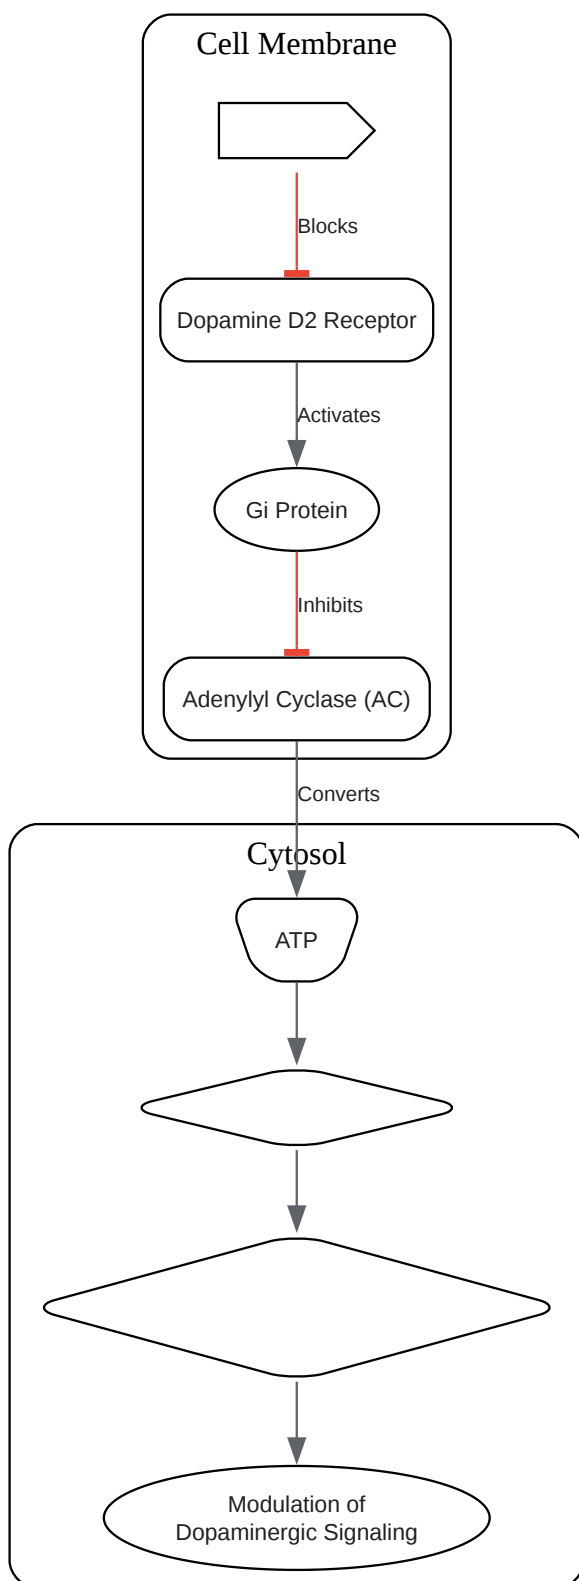 Cell Membrane
Blocks
Dopamine D2 Receptor
Activates
Gi Protein
Inhibits
Adenylyl Cyclase (AC)
Converts
Cytosol
ATP
Modulation of
Dopaminergic Signaling